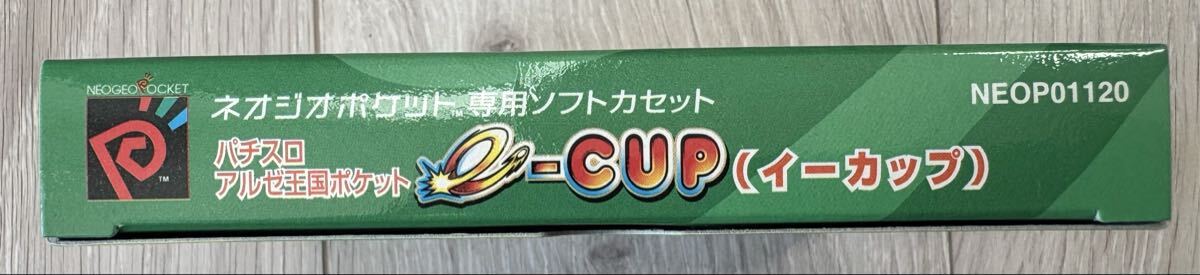 NEOGEO POCKET
TM
ネオジオポケット™ 専用ソフトカセット
NEOP01120
パチスロ
アルゼ王国ポケット
e-CUP(イーカップ)